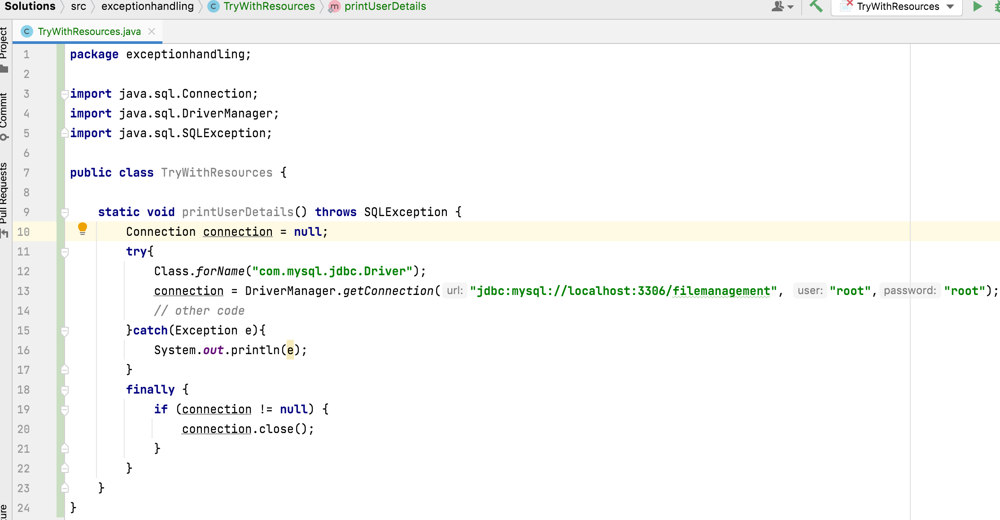 Solutions src exceptionhandling C TryWithResources m printUserDetails TryWithResources
C TryWithResources.java
Project
Commit
Pull Requests
1 package exceptionhandling;
2
3 import java.sql.Connection;
4 import java.sql.DriverManager;
5 import java.sql.SQLException;
6
7 public class TryWithResources {
8
9 static void printUserDetails() throws SQLException {
10 Connection connection = null;
11 try{
12 Class.forName("com.mysql.jdbc.Driver");
13 connection = DriverManager.getConnection( url: "jdbc:mysql://localhost:3306/filemanagement", user: "root", password: "root");
14 // other code
15 }catch(Exception e){
16 System.out.println(e);
17 }
18 finally {
19 if (connection != null) {
20 connection.close();
21 }
22 }
23 }
24 }